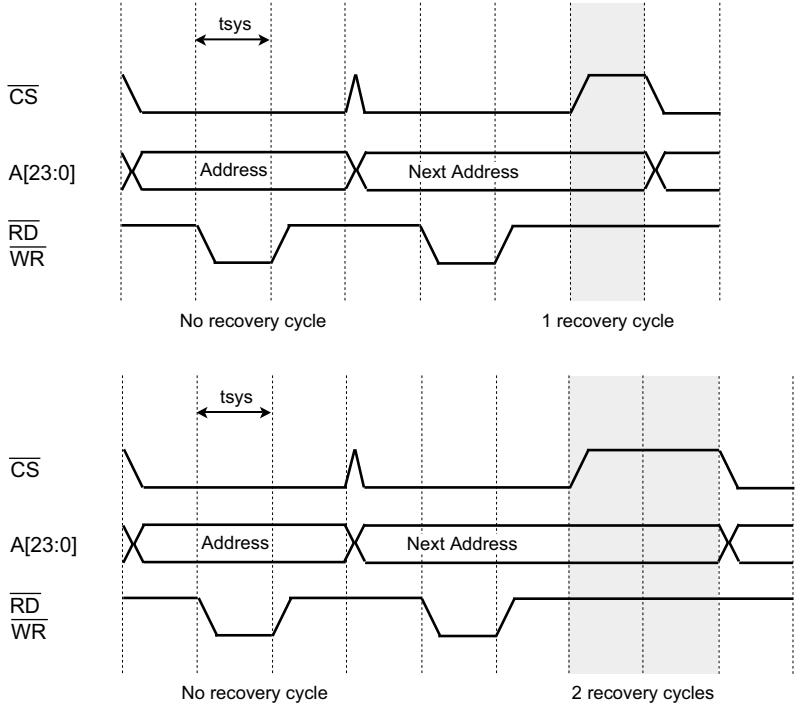 tsys
CS
A[23:0] Address Next Address
RD
WR
No recovery cycle 1 recovery cycle
tsys
CS
A[23:0] Address Next Address
RD
WR
No recovery cycle 2 recovery cycles